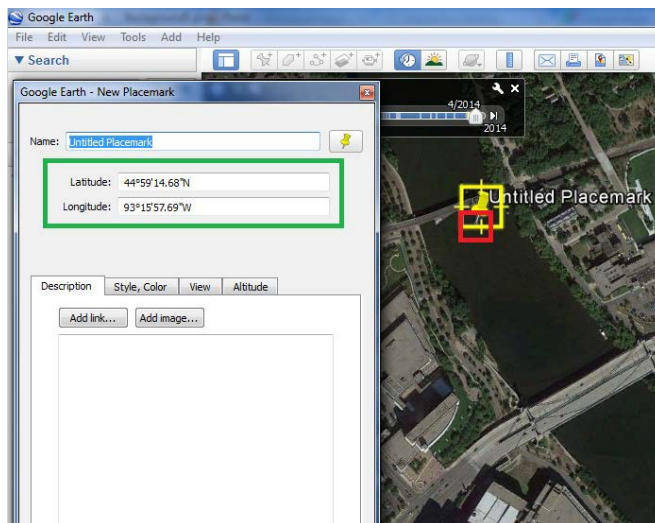 Google Earth
File Edit View Tools Add Help
▼ Search
Google Earth - New Placemark
4/2014
2014
Name: Untitled Placemark
Latitude: 44°59'14.68"N
Longitude: 93°15'57.69"W
Untitled Placemark
Description Style, Color View Altitude
Add link... Add image...